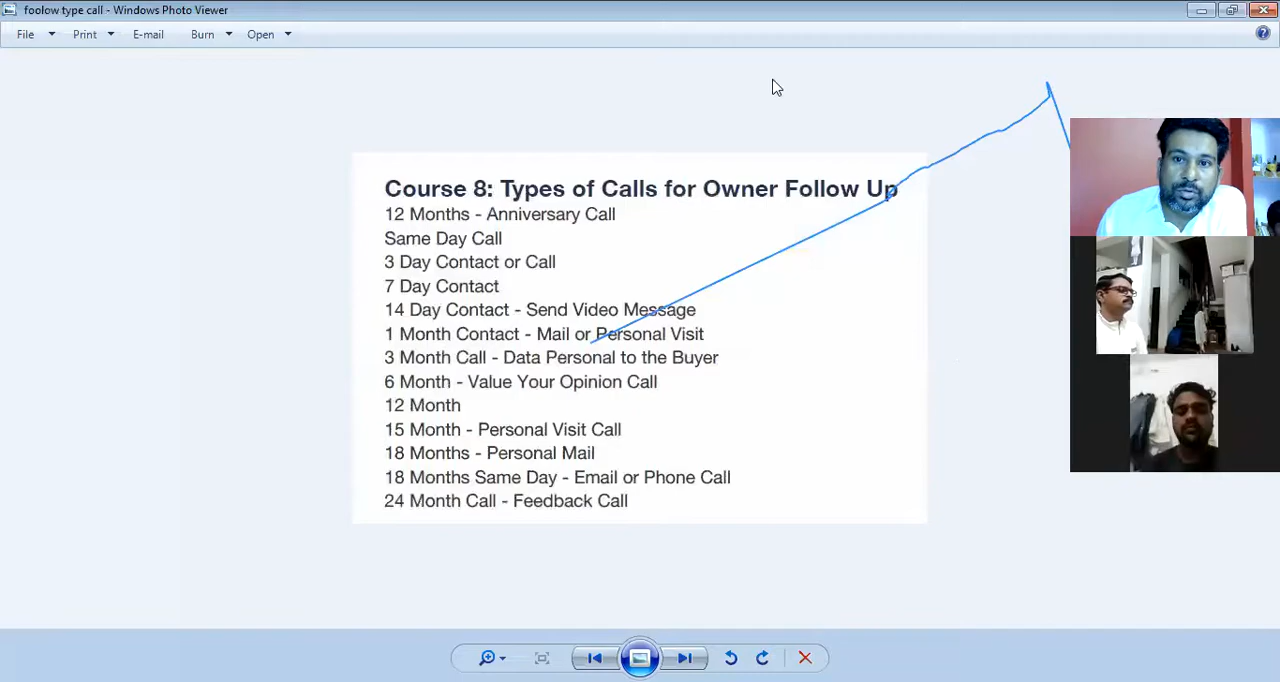 foolow type call - Windows Photo Viewer
File Print E-mail Burn Open
Course 8: Types of Calls for Owner Follow Up
12 Months - Anniversary Call
Same Day Call
3 Day Contact or Call
7 Day Contact
14 Day Contact - Send Video Message
1 Month Contact - Mail or Personal Visit
3 Month Call - Data Personal to the Buyer
6 Month - Value Your Opinion Call
12 Month
15 Month - Personal Visit Call
18 Months - Personal Mail
18 Months Same Day - Email or Phone Call
24 Month Call - Feedback Call